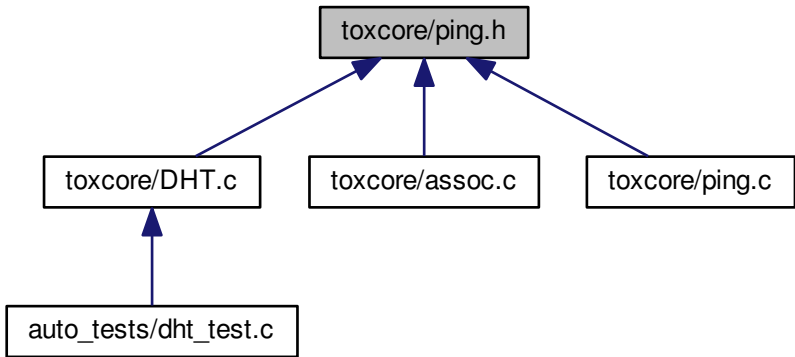 toxcore/ping.h
toxcore/DHT.c
toxcore/assoc.c
toxcore/ping.c
auto_tests/dht_test.c